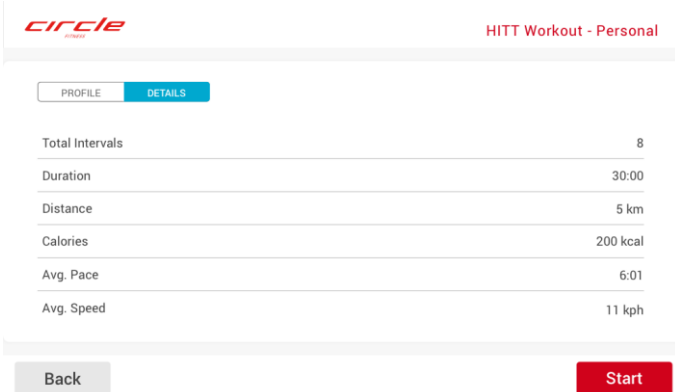 circle
FITNESS
HITT Workout - Personal
PROFILE DETAILS
Total Intervals 8
Duration 30:00
Distance 5 km
Calories 200 kcal
Avg. Pace 6:01
Avg. Speed 11 kph
Back Start